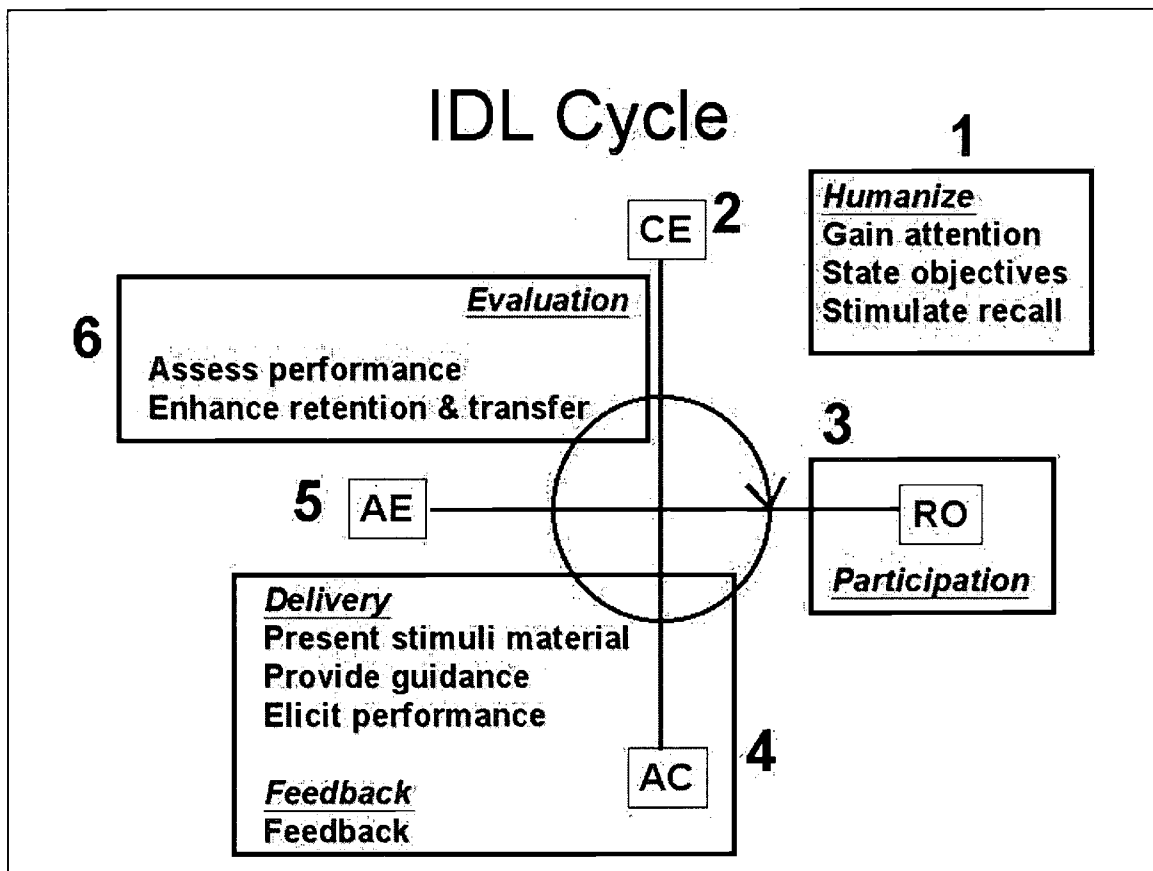 IDL Cycle
1
Humanize
Gain attention
State objectives
Stimulate recall
2
CE
6
Evaluation
Assess performance
Enhance retention & transfer
3
RO
Participation
5
AE
Delivery
Present stimuli material
Provide guidance
Elicit performance
4
AC
Feedback
Feedback